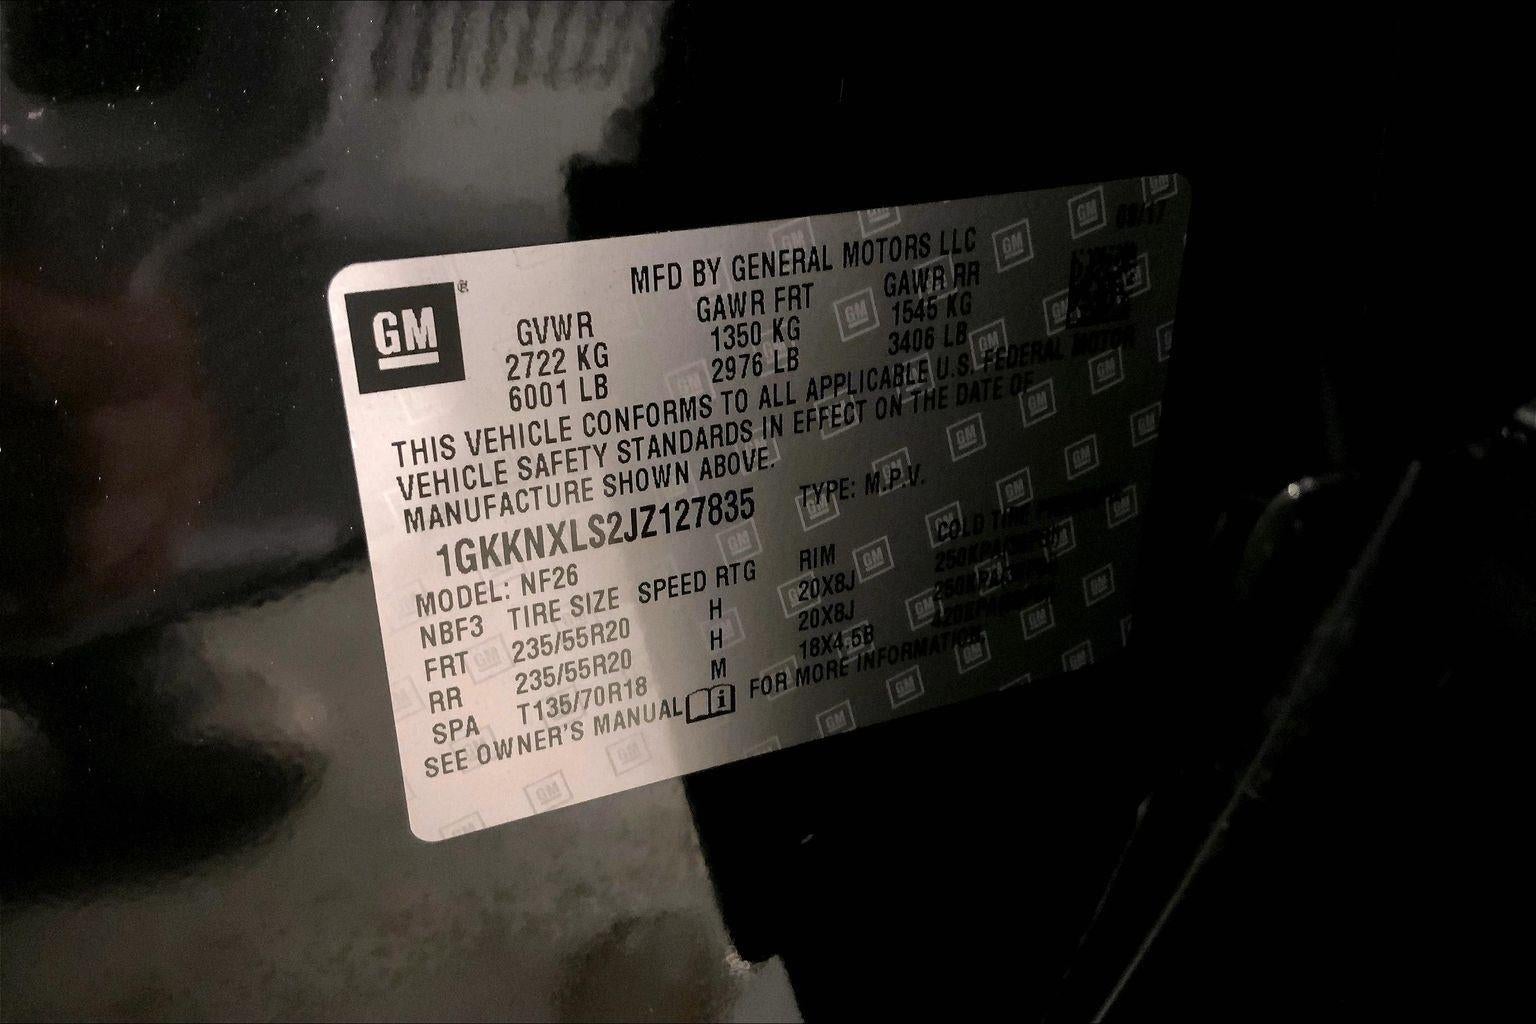 GM ®
MFD BY GENERAL MOTORS LLC
GVWR GAWR FRT GAWR RR
2722 KG 1350 KG 1545 KG
6001 LB 2976 LB 3406 LB
THIS VEHICLE CONFORMS TO ALL APPLICABLE U.S. FEDERAL MOTOR
VEHICLE SAFETY STANDARDS IN EFFECT ON THE DATE OF
MANUFACTURE SHOWN ABOVE.
1GKKNXLS2JZ127835 TYPE: M.P.V.
MODEL: NF26
NBF3 TIRE SIZE SPEED RTG RIM COLD TIRE
FRT 235/55R20 H 20X8J
RR 235/55R20 H 20X8J
SPA T135/70R18 M 18X4.5B
SEE OWNER'S MANUAL FOR MORE INFORMATION.